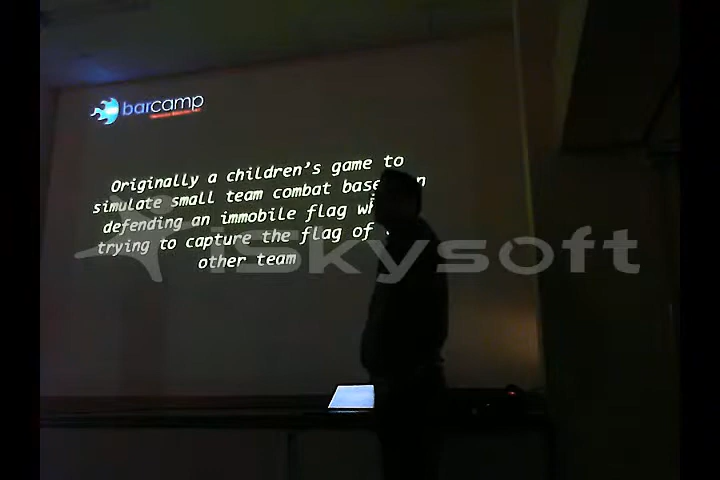 barcamp
Originally a children's game to
simulate small team combat
defending an immobile flag
trying to capture the flag of
other team
iskysoft